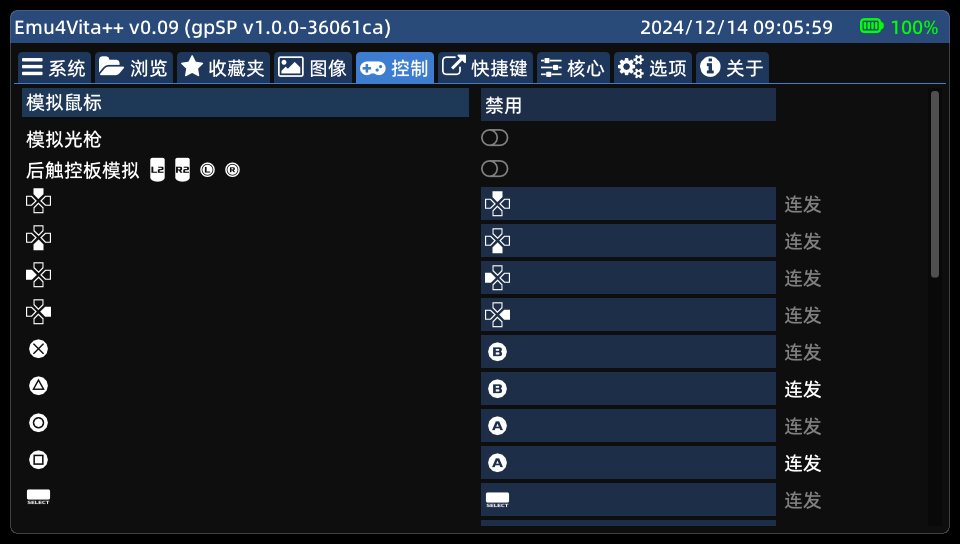 Emu4Vita++ v0.09 (gpSP v1.0.0-36061ca) 2024/12/14 09:05:59 100%
系统 浏览 收藏夹 图像 控制 快捷键 核心 选项 关于
模拟鼠标 禁用
模拟光枪
后触控板模拟 L2 R2 L R
连发
连发
连发
连发
B 连发
B 连发
A 连发
A 连发
SELECT SELECT 连发